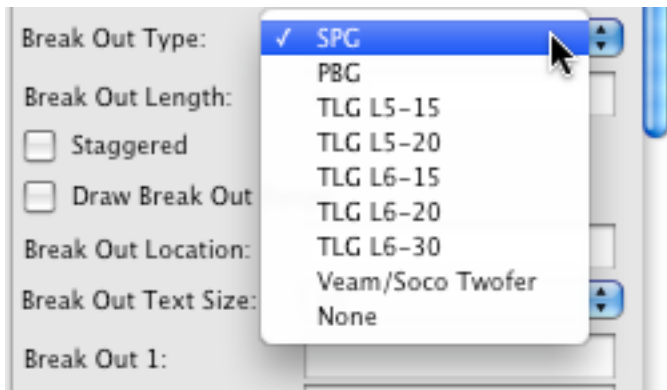 Break Out Type:
✓ SPG
PBG
Break Out Length:
TLG L5-15
Staggered
TLG L5-20
TLG L6-15
Draw Break Out
TLG L6-20
Break Out Location:
TLG L6-30
Veam/Soco Twofer
Break Out Text Size:
None
Break Out 1: